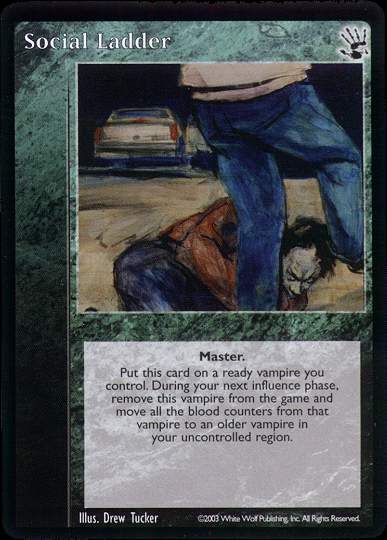 Social Ladder
Master.
Put this card on a ready vampire you
control. During your next influence phase,
remove this vampire from the game and
move all the blood counters from that
vampire to an older vampire in
your uncontrolled region.
Illus. Drew Tucker
©2003 White Wolf Publishing, Inc. All Rights Reserved.